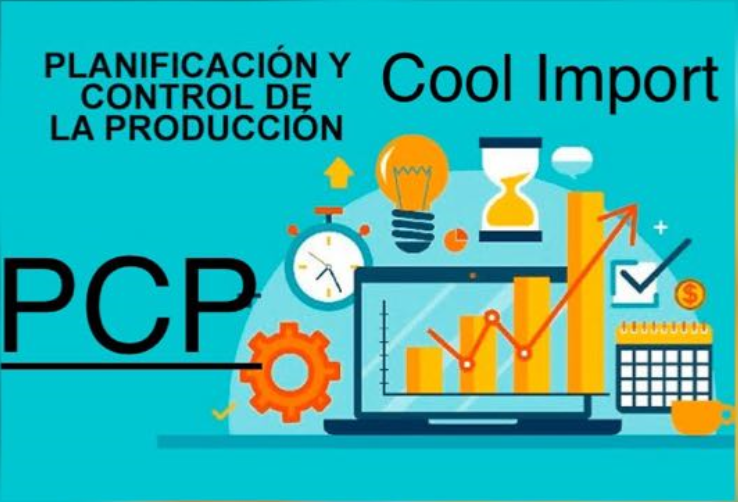 PLANIFICACIÓN Y
CONTROL DE
LA PRODUCCIÓN
Cool Import
PCP